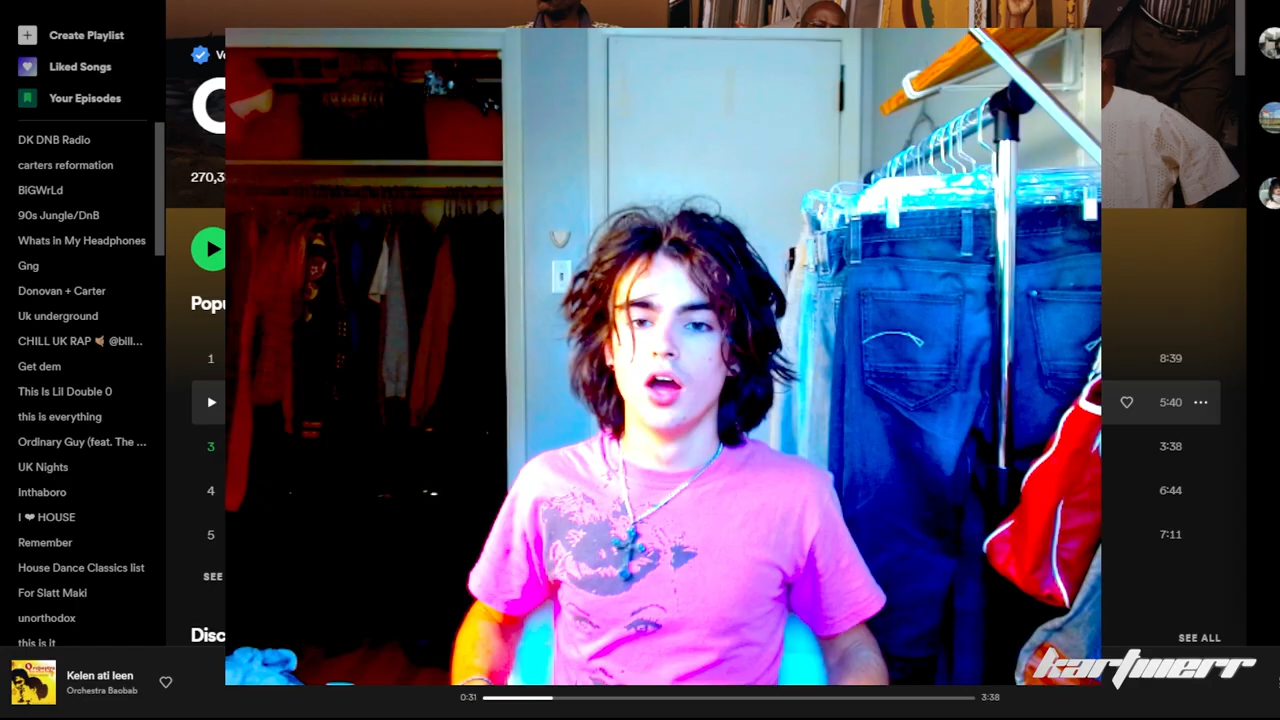 Create Playlist
Liked Songs
Your Episodes
DK DNB Radio
carters reformation
BIGWrLd
90s Jungle/DnB
Whats in My Headphones
Gng
Donovan + Carter
Uk underground
CHILL UK RAP 🤏🏽 @bill...
Get dem
This Is Lil Double 0
this is everything
Ordinary Guy (feat. The ...
UK Nights
Inthaboro
I ❤ HOUSE
Remember
House Dance Classics list
For Slatt Maki
unorthodox
this is it
270,3
Popu
1 8:39
5:40 •••
3 3:38
4 6:44
5 7:11
SEE
SEE ALL
Disc
Kelen ati leen
Orchestra Baobab
0:31 3:38
kartwerr